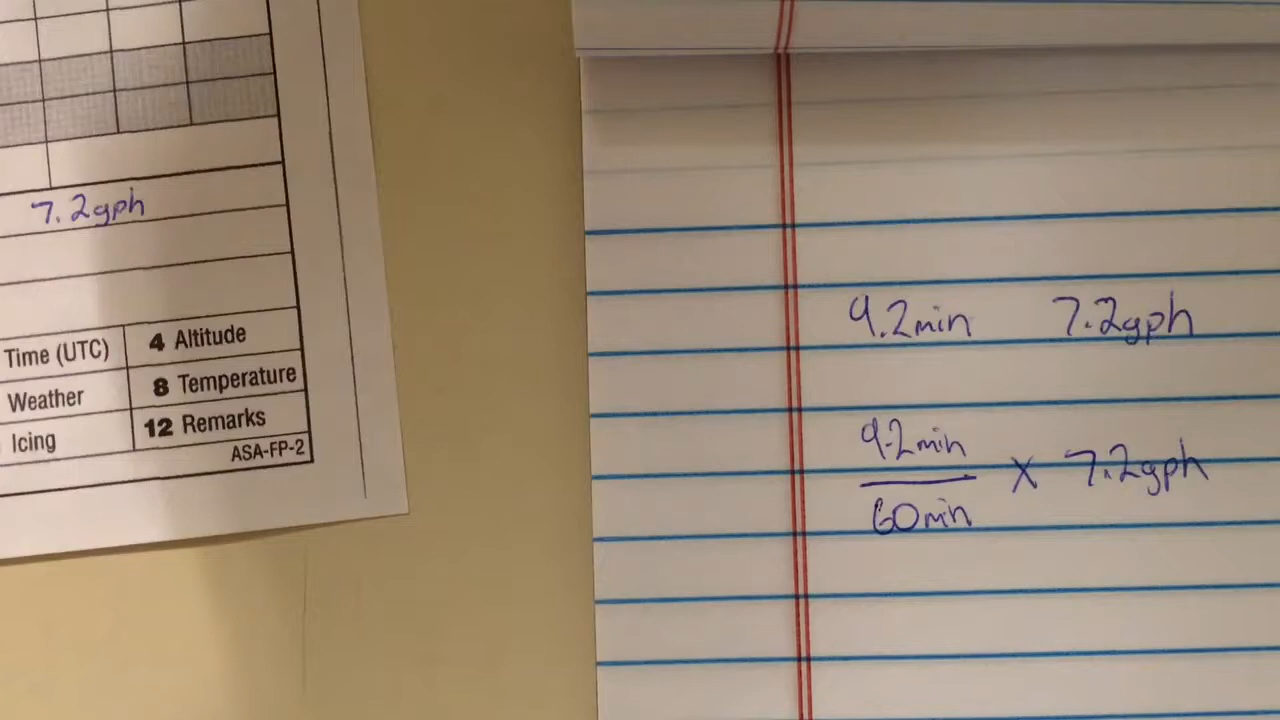 7.2gph
Time (UTC) 4 Altitude
Weather 8 Temperature
Icing 12 Remarks
ASA-FP-2
9.2min 7.2gph
9.2min
60min
x 7.2gph